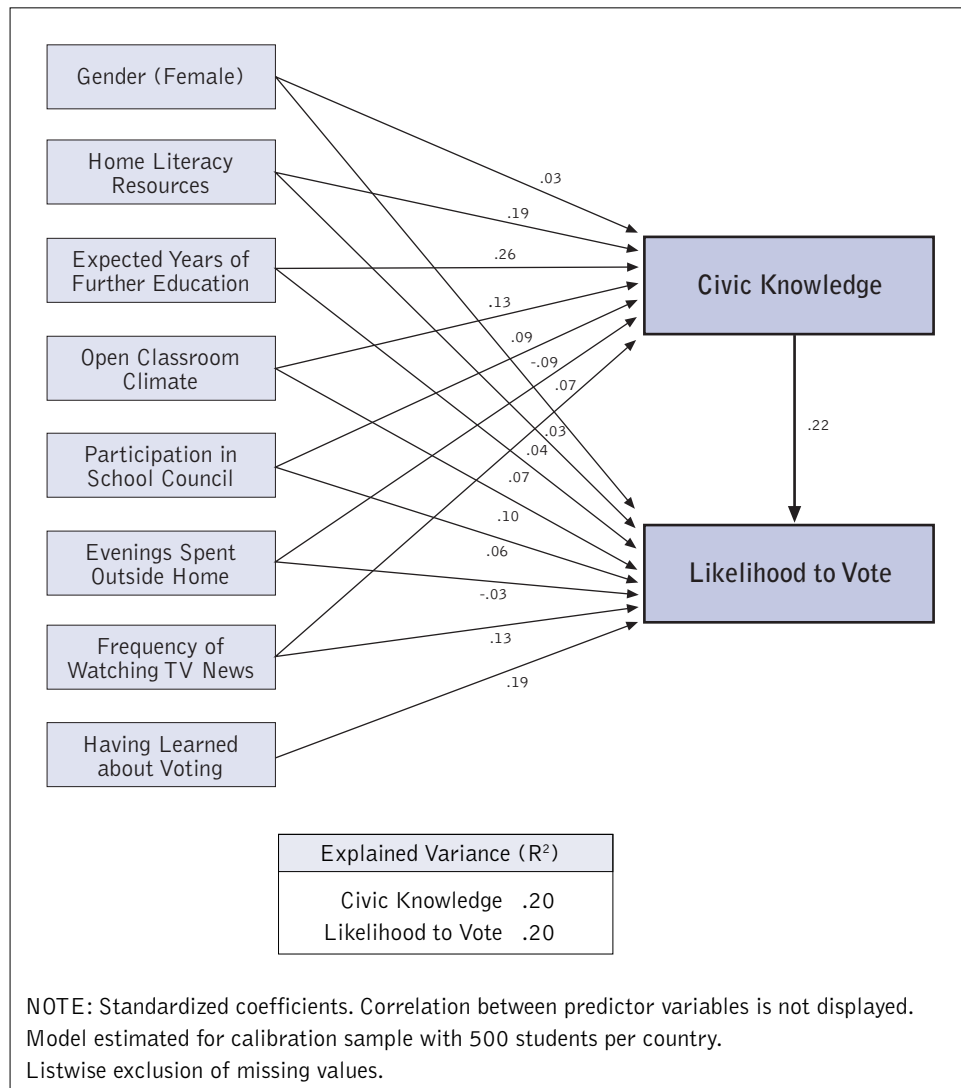 Gender (Female)
Home Literacy
Resources
Expected Years of
Further Education
Open Classroom
Climate
Participation in
School Council
Evenings Spent
Outside Home
Frequency of
Watching TV News
Having Learned
about Voting
.03
.19
.26
.13
.09
-.09
.07
.03
.04
.07
.10
.06
-.03
.13
.19
Civic Knowledge
.22
Likelihood to Vote
Explained Variance (R²)
Civic Knowledge .20
Likelihood to Vote .20
NOTE: Standardized coefficients. Correlation between predictor variables is not displayed.
Model estimated for calibration sample with 500 students per country.
Listwise exclusion of missing values.